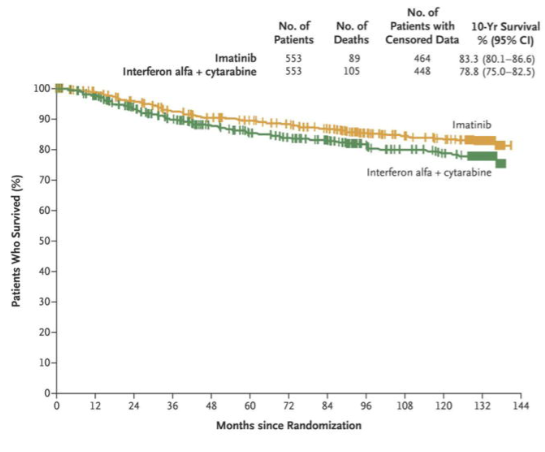 No. of
No. of No. of Patients with 10-Yr Survival
Patients Deaths Censored Data % (95% CI)
Imatinib 553 89 464 83.3 (80.1–86.6)
Interferon alfa + cytarabine 553 105 448 78.8 (75.0–82.5)
100
90
80
70
60
50
40
30
20
10
0
Patients Who Survived (%)
Imatinib
Interferon alfa + cytarabine
0 12 24 36 48 60 72 84 96 108 120 132 144
Months since Randomization